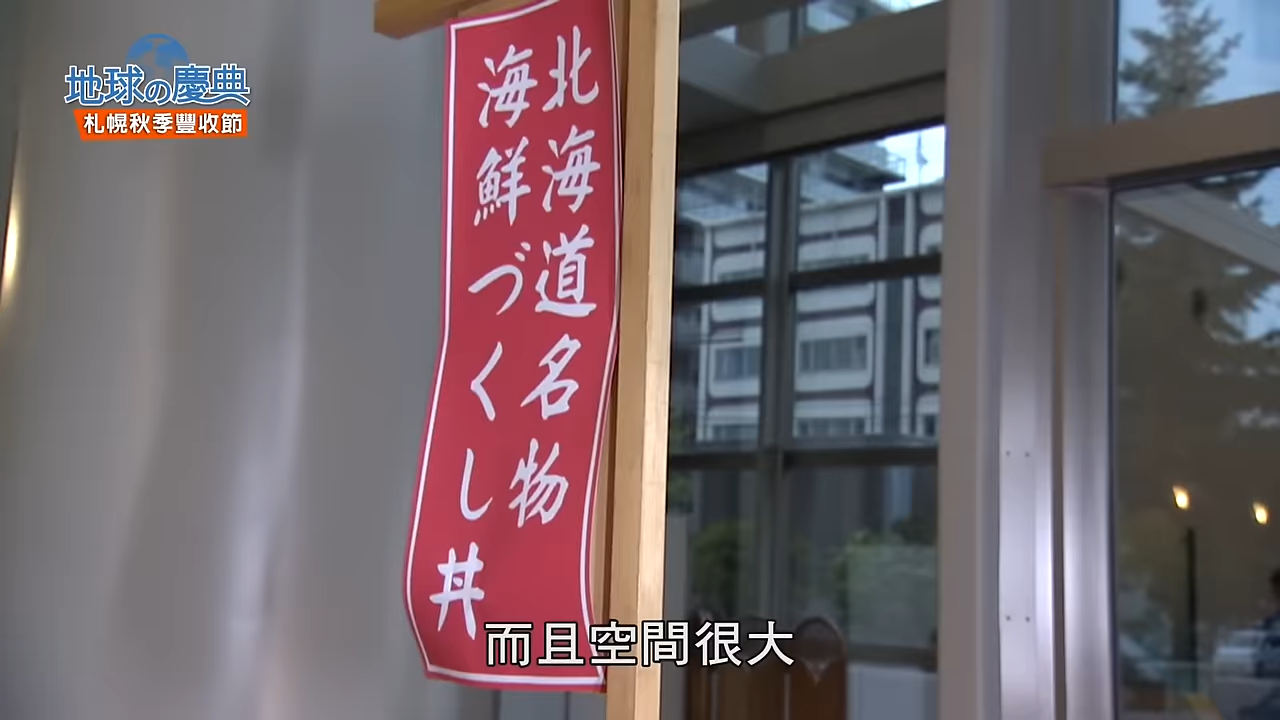 地球の慶典
札幌秋季豐收節
北海道名物
海鮮づくし丼
而且空間很大